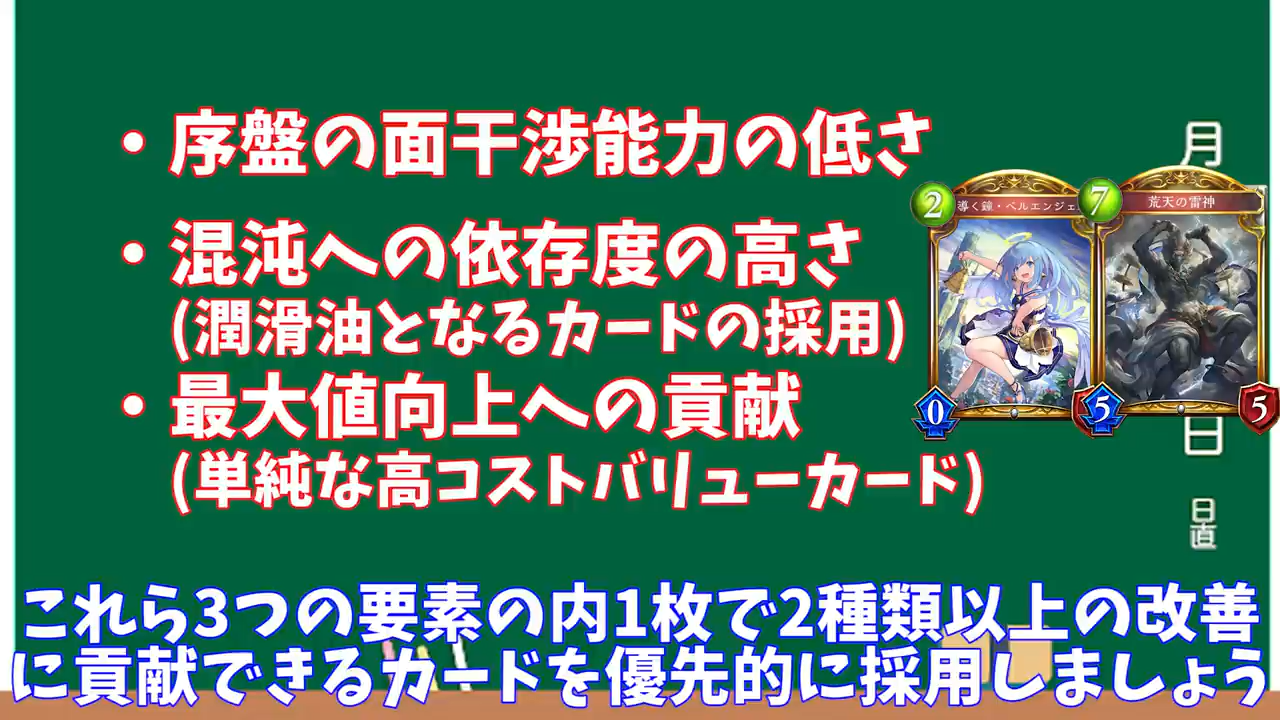 ・序盤の面干渉能力の低さ
・混沌への依存度の高さ
(潤滑油となるカードの採用)
・最大値向上への貢献
(単純な高コストバリューカード)
月
日
日直
2
導く鐘・ベルエンジェ
0
7
荒天の雷神
5
5
これら3つの要素の内1枚で2種類以上の改善
に貢献できるカードを優先的に採用しましょう